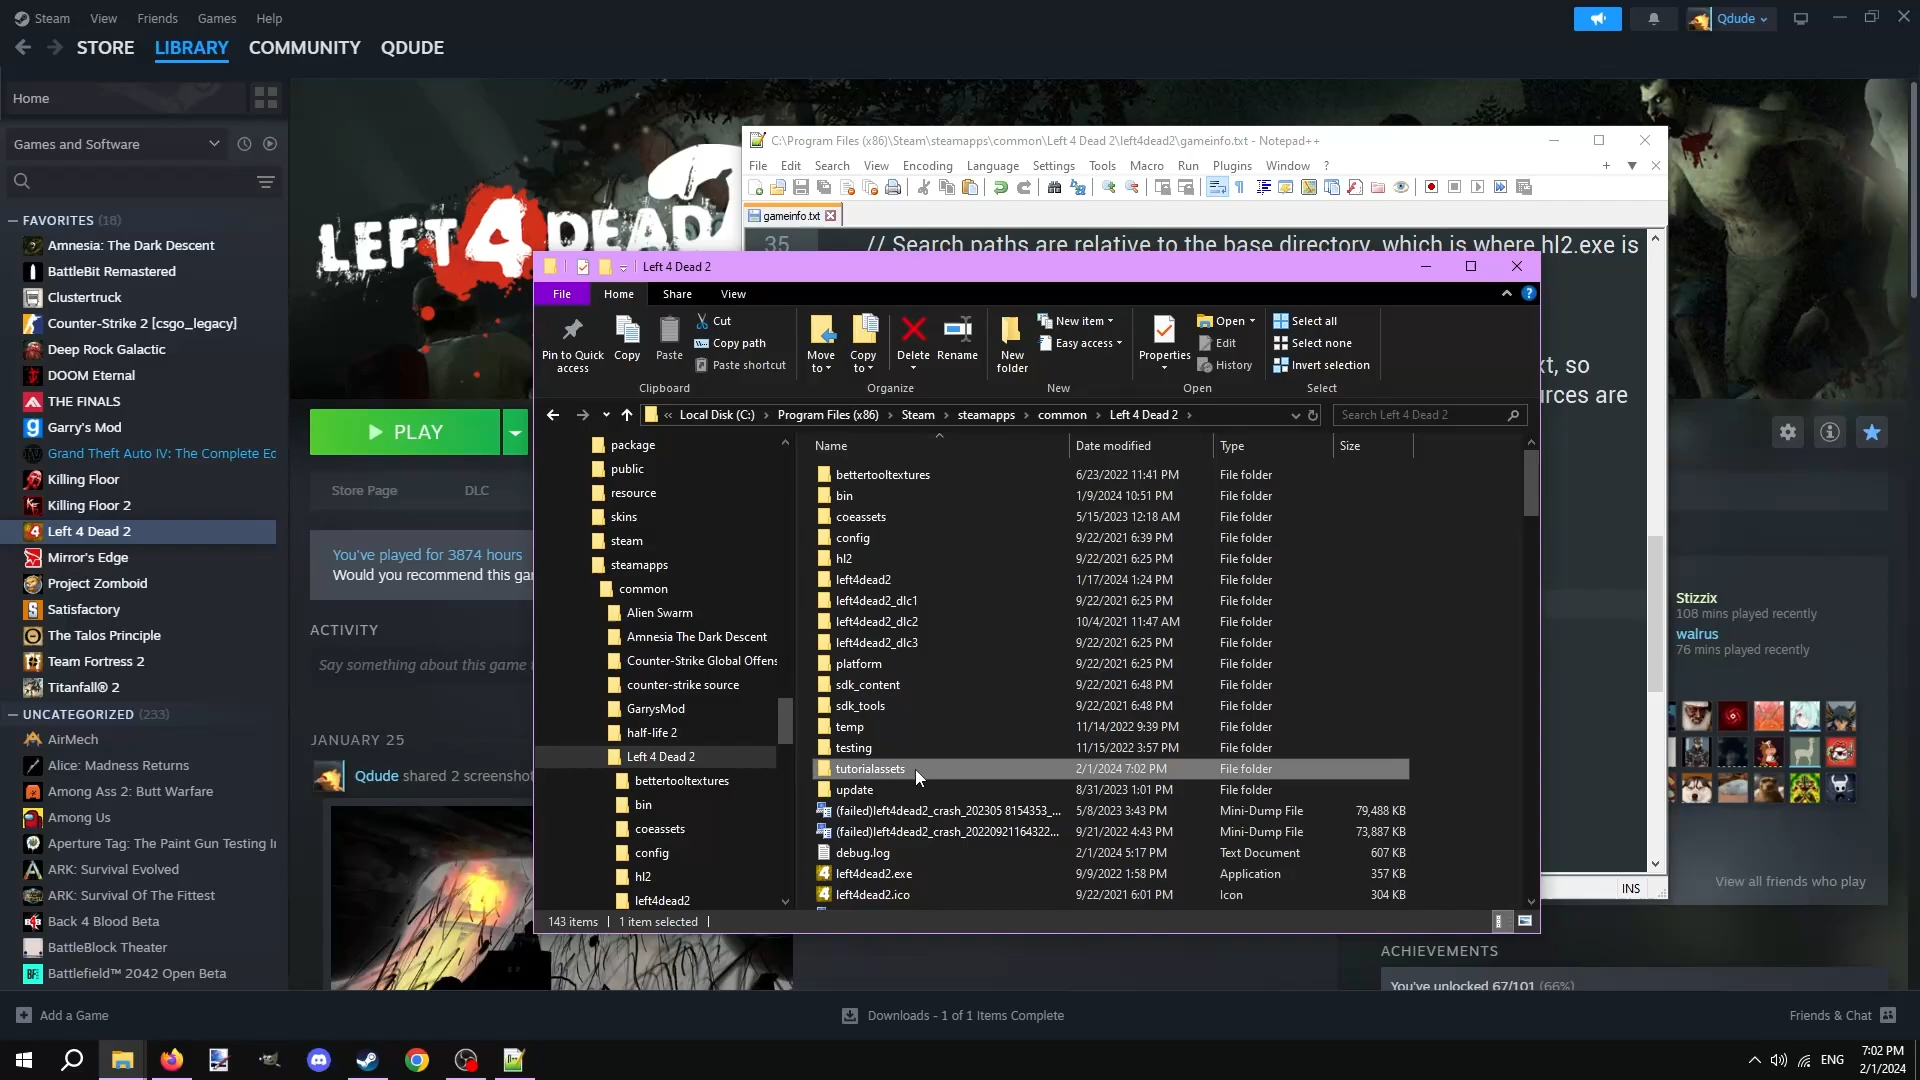 Steam View Friends Games Help
Qdude
STORE LIBRARY COMMUNITY QDUDE
Home
Games and Software
FAVORITES (18)
Amnesia: The Dark Descent
BattleBit Remastered
Clustertruck
Counter-Strike 2 [csgo_legacy]
Deep Rock Galactic
DOOM Eternal
THE FINALS
Garry's Mod
Grand Theft Auto IV: The Complete Ec
Killing Floor
Killing Floor 2
Left 4 Dead 2
Mirror's Edge
Project Zomboid
Satisfactory
The Talos Principle
Team Fortress 2
Titanfall® 2
UNCATEGORIZED (233)
AirMech
Alice: Madness Returns
Among Ass 2: Butt Warfare
Among Us
Aperture Tag: The Paint Gun Testing In
ARK: Survival Evolved
ARK: Survival Of The Fittest
Back 4 Blood Beta
BattleBlock Theater
Battlefield™ 2042 Open Beta
LEFT 4 DEAD
PLAY
Store Page DLC
You've played for 3874 hours
Would you recommend this gan
ACTIVITY
Say something about this game
JANUARY 25
Qdude shared 2 screenshot
C:\Program Files (x86)\Steam\steamapps\common\Left 4 Dead 2\left4dead2\gameinfo.txt - Notepad++
File Edit Search View Encoding Language Settings Tools Macro Run Plugins Window ?
gameinfo.txt
35 // Search paths are relative to the base directory, which is where hl2.exe is
xt, so
urces are
INS
Left 4 Dead 2
File Home Share View
Pin to Quick access
Copy
Paste
Cut
Copy path
Paste shortcut
Move to
Copy to
Delete
Rename
New folder
New item
Easy access
Properties
Open
Edit
History
Select all
Select none
Invert selection
Clipboard Organize New Open Select
« Local Disk (C:) › Program Files (x86) › Steam › steamapps › common › Left 4 Dead 2 ›
Search Left 4 Dead 2
package
public
resource
skins
steam
steamapps
common
Alien Swarm
Amnesia The Dark Descent
Counter-Strike Global Offens
counter-strike source
GarrysMod
half-life 2
Left 4 Dead 2
bettertooltextures
bin
coeassets
config
hl2
left4dead2
Name Date modified Type Size
bettertooltextures 6/23/2022 11:41 PM File folder
bin 1/9/2024 10:51 PM File folder
coeassets 5/15/2023 12:18 AM File folder
config 9/22/2021 6:39 PM File folder
hl2 9/22/2021 6:25 PM File folder
left4dead2 1/17/2024 1:24 PM File folder
left4dead2_dlc1 9/22/2021 6:25 PM File folder
left4dead2_dlc2 10/4/2021 11:47 AM File folder
left4dead2_dlc3 9/22/2021 6:25 PM File folder
platform 9/22/2021 6:25 PM File folder
sdk_content 9/22/2021 6:48 PM File folder
sdk_tools 9/22/2021 6:48 PM File folder
temp 11/14/2022 9:39 PM File folder
testing 11/15/2022 3:57 PM File folder
tutorialassets 2/1/2024 7:02 PM File folder
update 8/31/2023 1:01 PM File folder
(failed)left4dead2_crash_202305 8154353_... 5/8/2023 3:43 PM Mini-Dump File 79,488 KB
(failed)left4dead2_crash_20220921164322... 9/21/2022 4:43 PM Mini-Dump File 73,887 KB
debug.log 2/1/2024 5:17 PM Text Document 607 KB
left4dead2.exe 9/9/2022 1:58 PM Application 357 KB
left4dead2.ico 9/22/2021 6:01 PM Icon 304 KB
143 items 1 item selected
Stizzix
108 mins played recently
walrus
76 mins played recently
View all friends who play
ACHIEVEMENTS
You've unlocked 67/101 (66%)
Add a Game
Downloads - 1 of 1 Items Complete
Friends & Chat
ENG
7:02 PM
2/1/2024